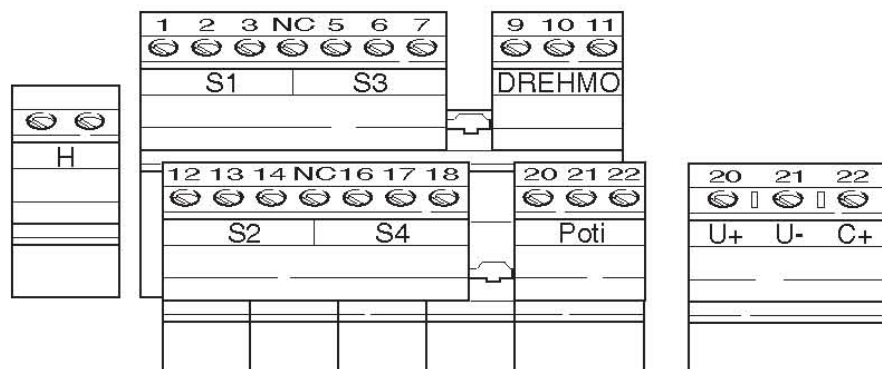 1 2 3 NC 5 6 7
9 10 11
S1 S3
DREHMO
H
12 13 14 NC 16 17 18
20 21 22
20 21 22
S2 S4
Poti
U+ U- C+